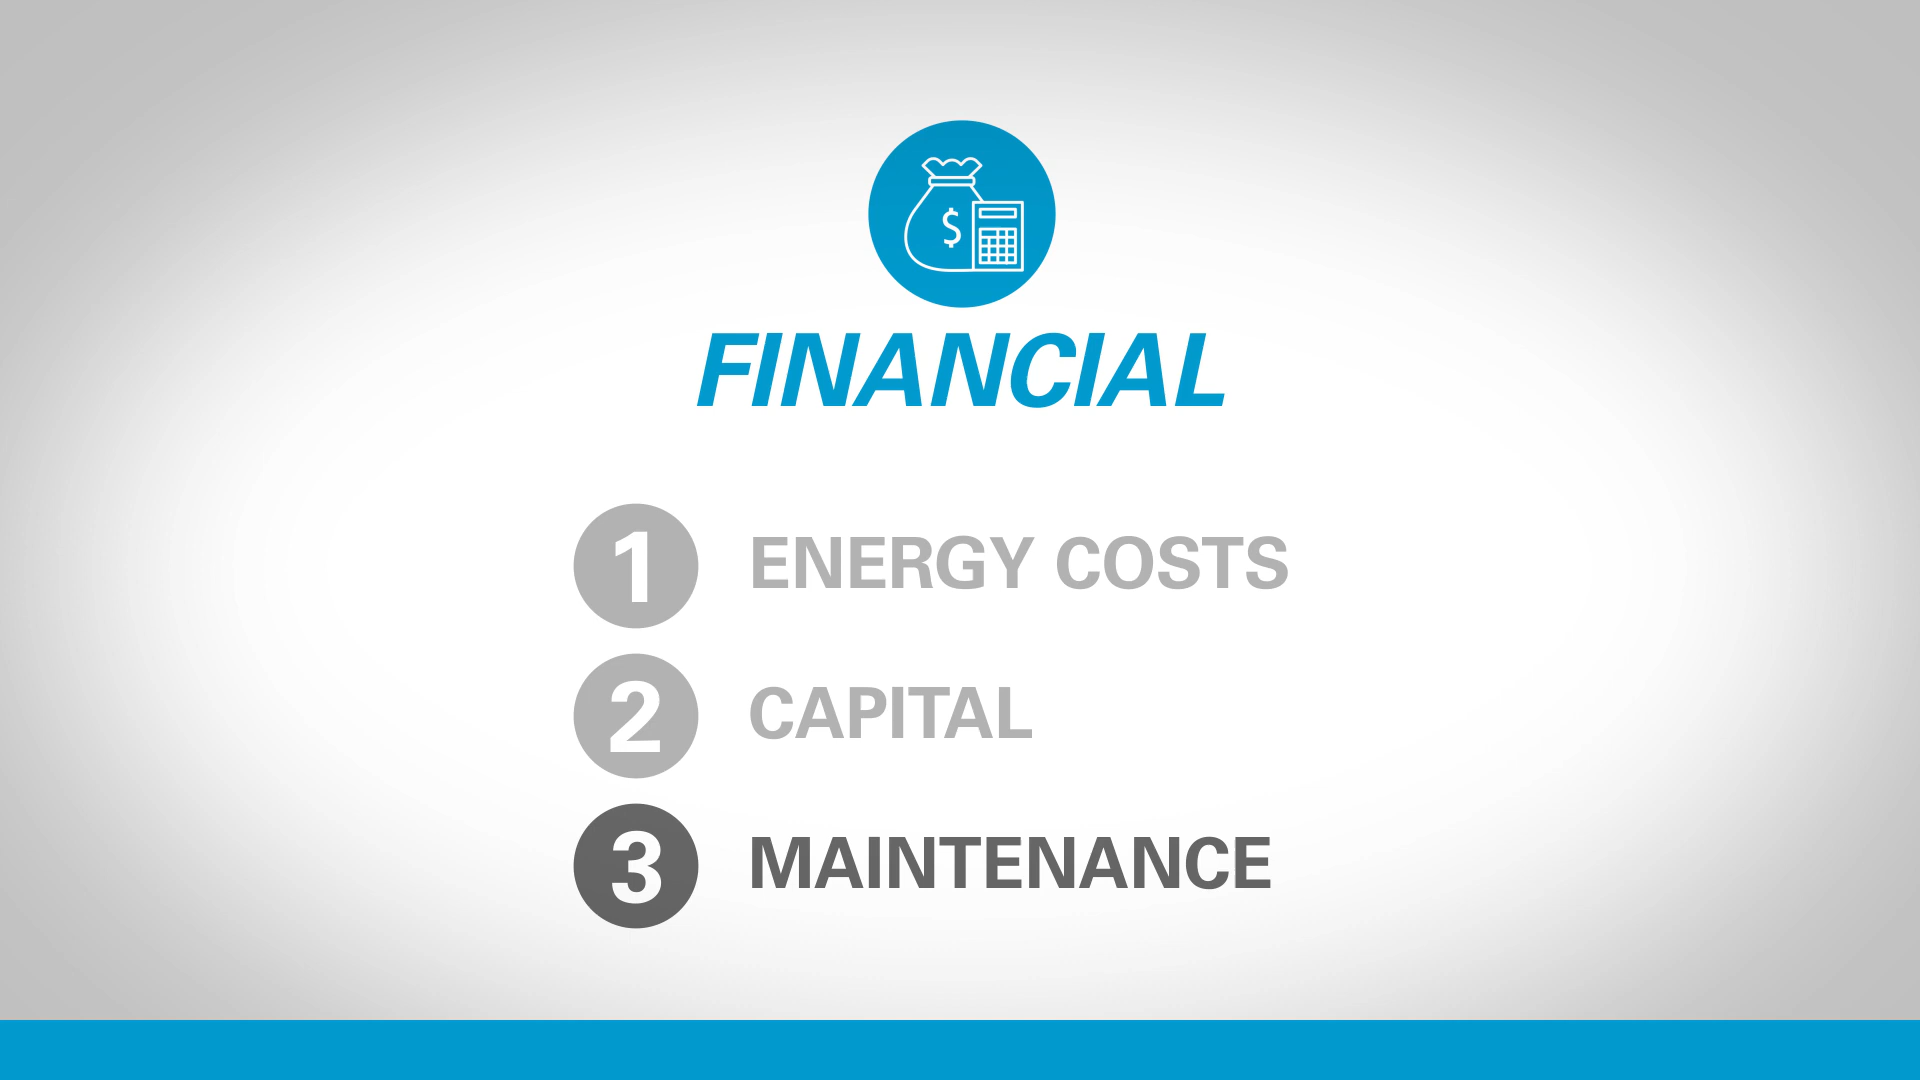 $
FINANCIAL
1 ENERGY COSTS
2 CAPITAL
3 MAINTENANCE